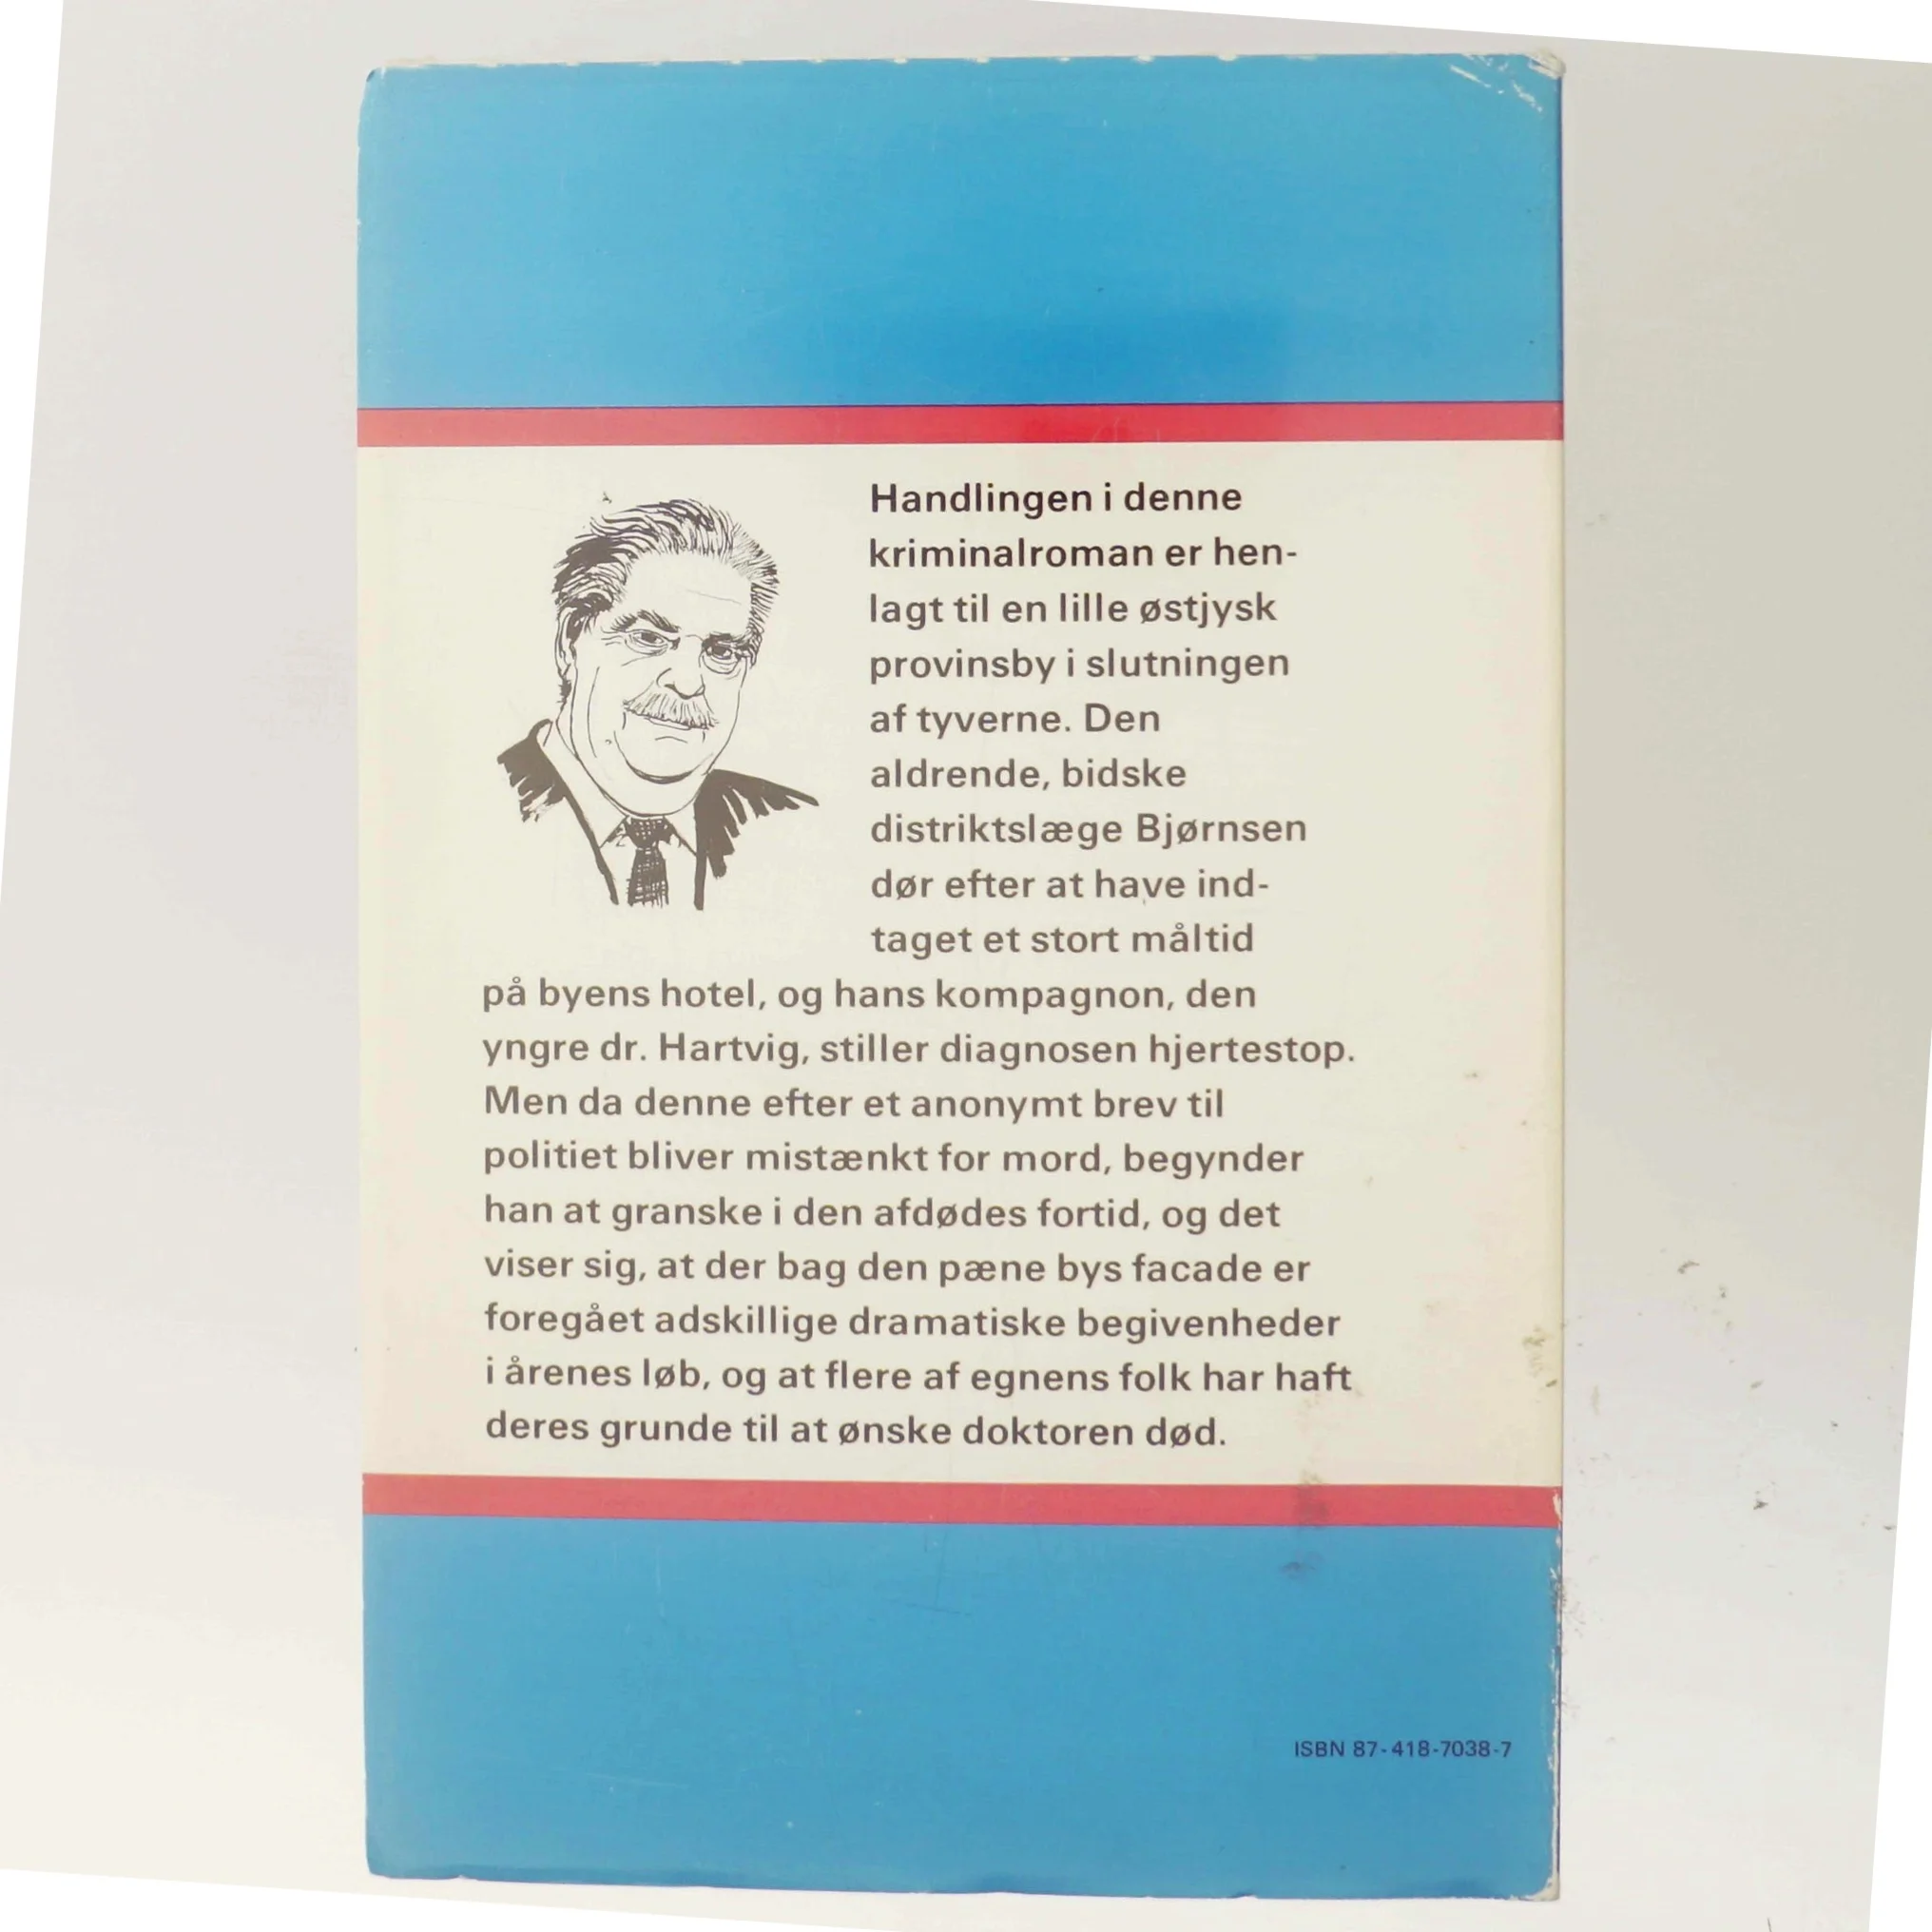 Handlingen i denne
kriminalroman er hen-
lagt til en lille østjysk
provinsby i slutningen
af tyverne. Den
aldrende, bidske
distriktslæge Bjørnsen
dør efter at have ind-
taget et stort måltid
på byens hotel, og hans kompagnon, den
yngre dr. Hartvig, stiller diagnosen hjertestop.
Men da denne efter et anonymt brev til
politiet bliver mistænkt for mord, begynder
han at granske i den afdødes fortid, og det
viser sig, at der bag den pæne bys facade er
foregået adskillige dramatiske begivenheder
i årenes løb, og at flere af egnens folk har haft
deres grunde til at ønske doktoren død.
ISBN 87-418-7038-7